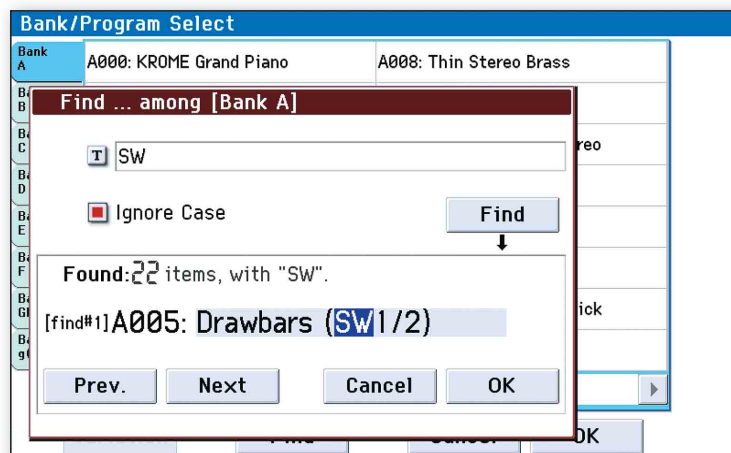 Bank/Program Select
Bank
A
A000: KROME Grand Piano
A008: Thin Stereo Brass
B
C
reo
D
E
F
ick
Find ... among [Bank A]
T SW
Ignore Case
Find
Found:22 items, with "SW".
[find#1]A005: Drawbars (SW1/2)
Prev.
Next
Cancel
OK
OK